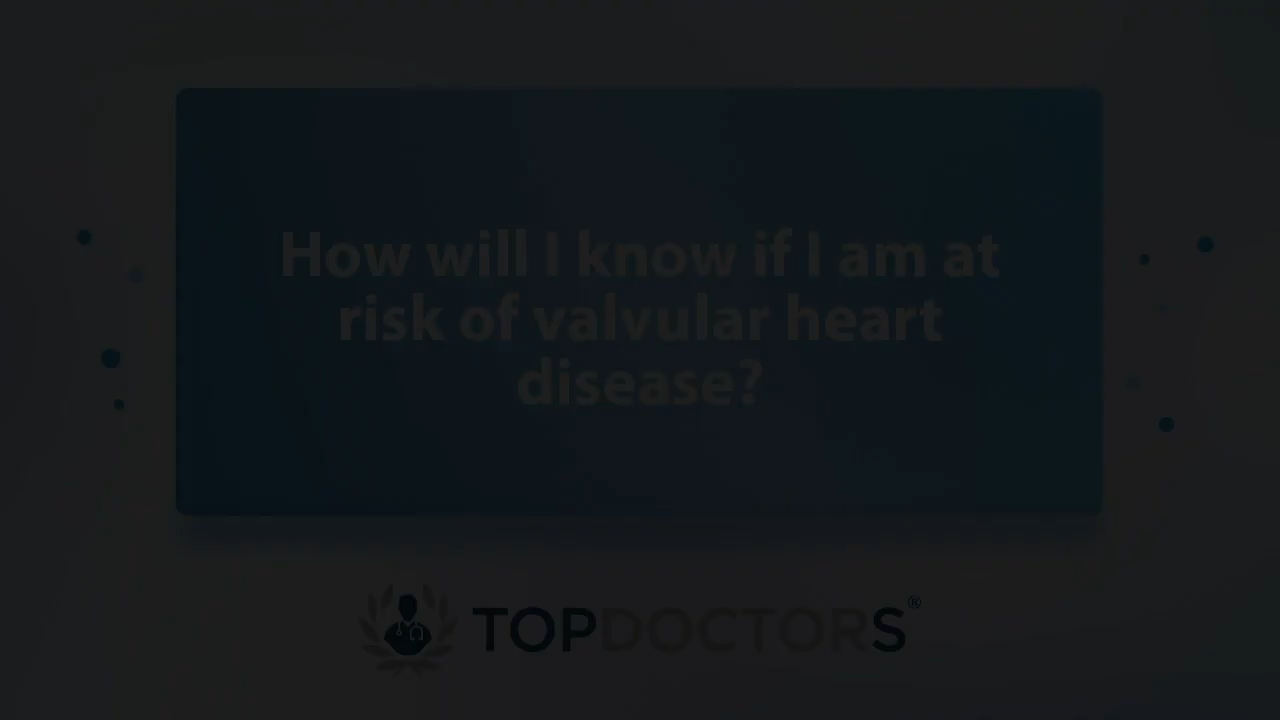 How will I know if I am at
risk of valvular heart
disease?
TOPDOCTORS®